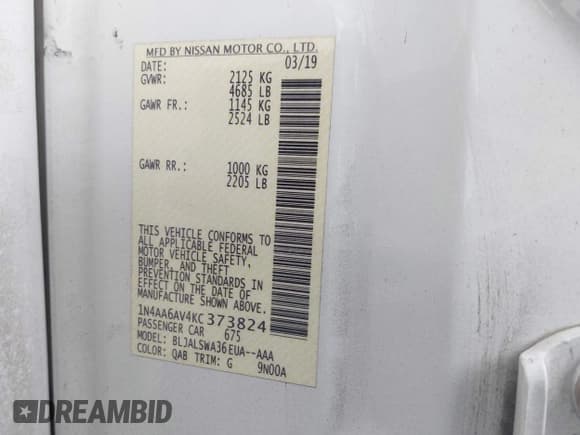 MFD BY NISSAN MOTOR CO., LTD.
DATE: 03/19
GVWR: 2125 KG
4685 LB
GAWR FR.: 1145 KG
2524 LB
GAWR RR.: 1000 KG
2205 LB
THIS VEHICLE CONFORMS TO
ALL APPLICABLE FEDERAL
MOTOR VEHICLE SAFETY,
BUMPER, AND THEFT
PREVENTION STANDARDS IN
EFFECT ON THE DATE OF
MANUFACTURE SHOWN ABOVE.
1N4AA6AV4KC373824
PASSENGER CAR 675
MODEL: BLJALSWA36EUA--AAA
COLOR: QAB TRIM: G 9N00A
DREAMBID